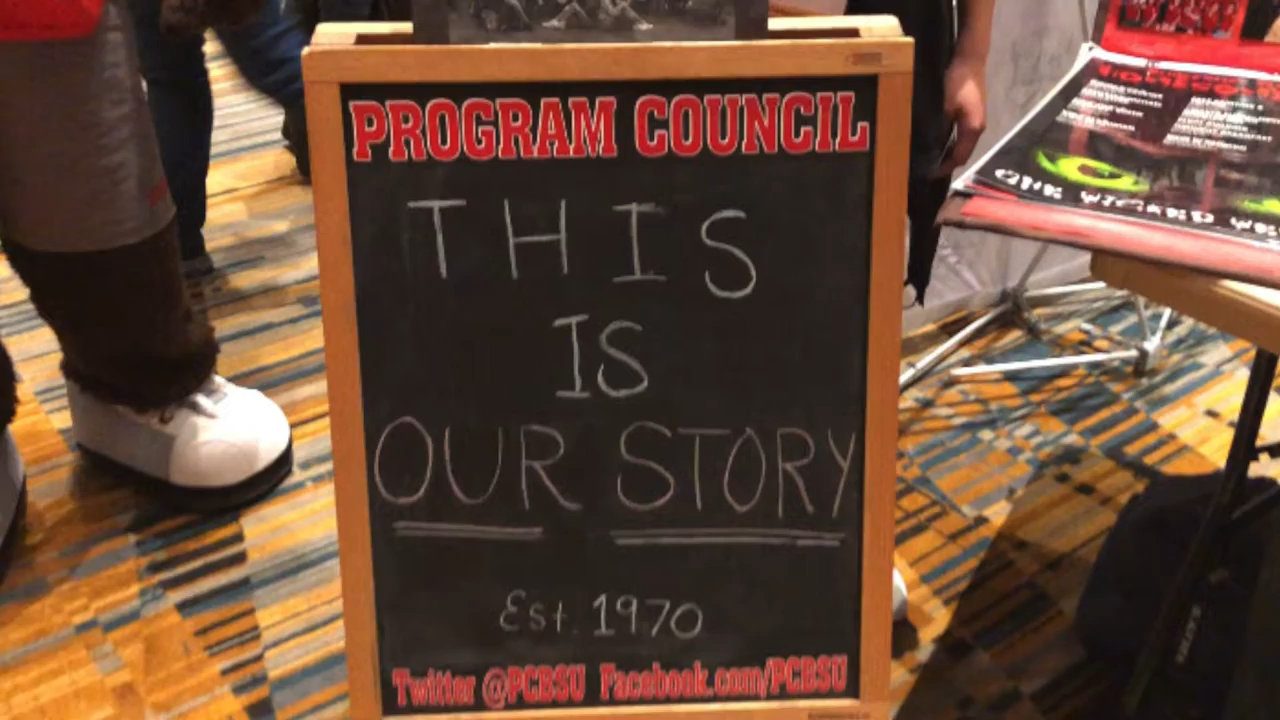 PROGRAM COUNCIL
THIS
IS
OUR STORY
Est. 1970
Twitter @PCBSU Facebook.com/PCBSU